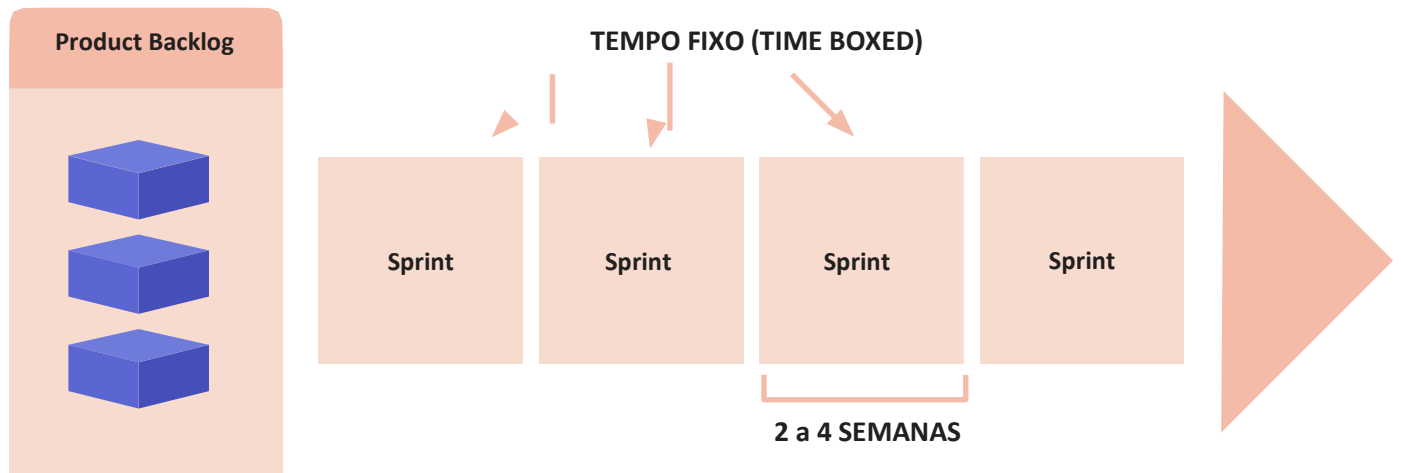 Product Backlog
TEMPO FIXO (TIME BOXED)
Sprint
Sprint
Sprint
Sprint
2 a 4 SEMANAS